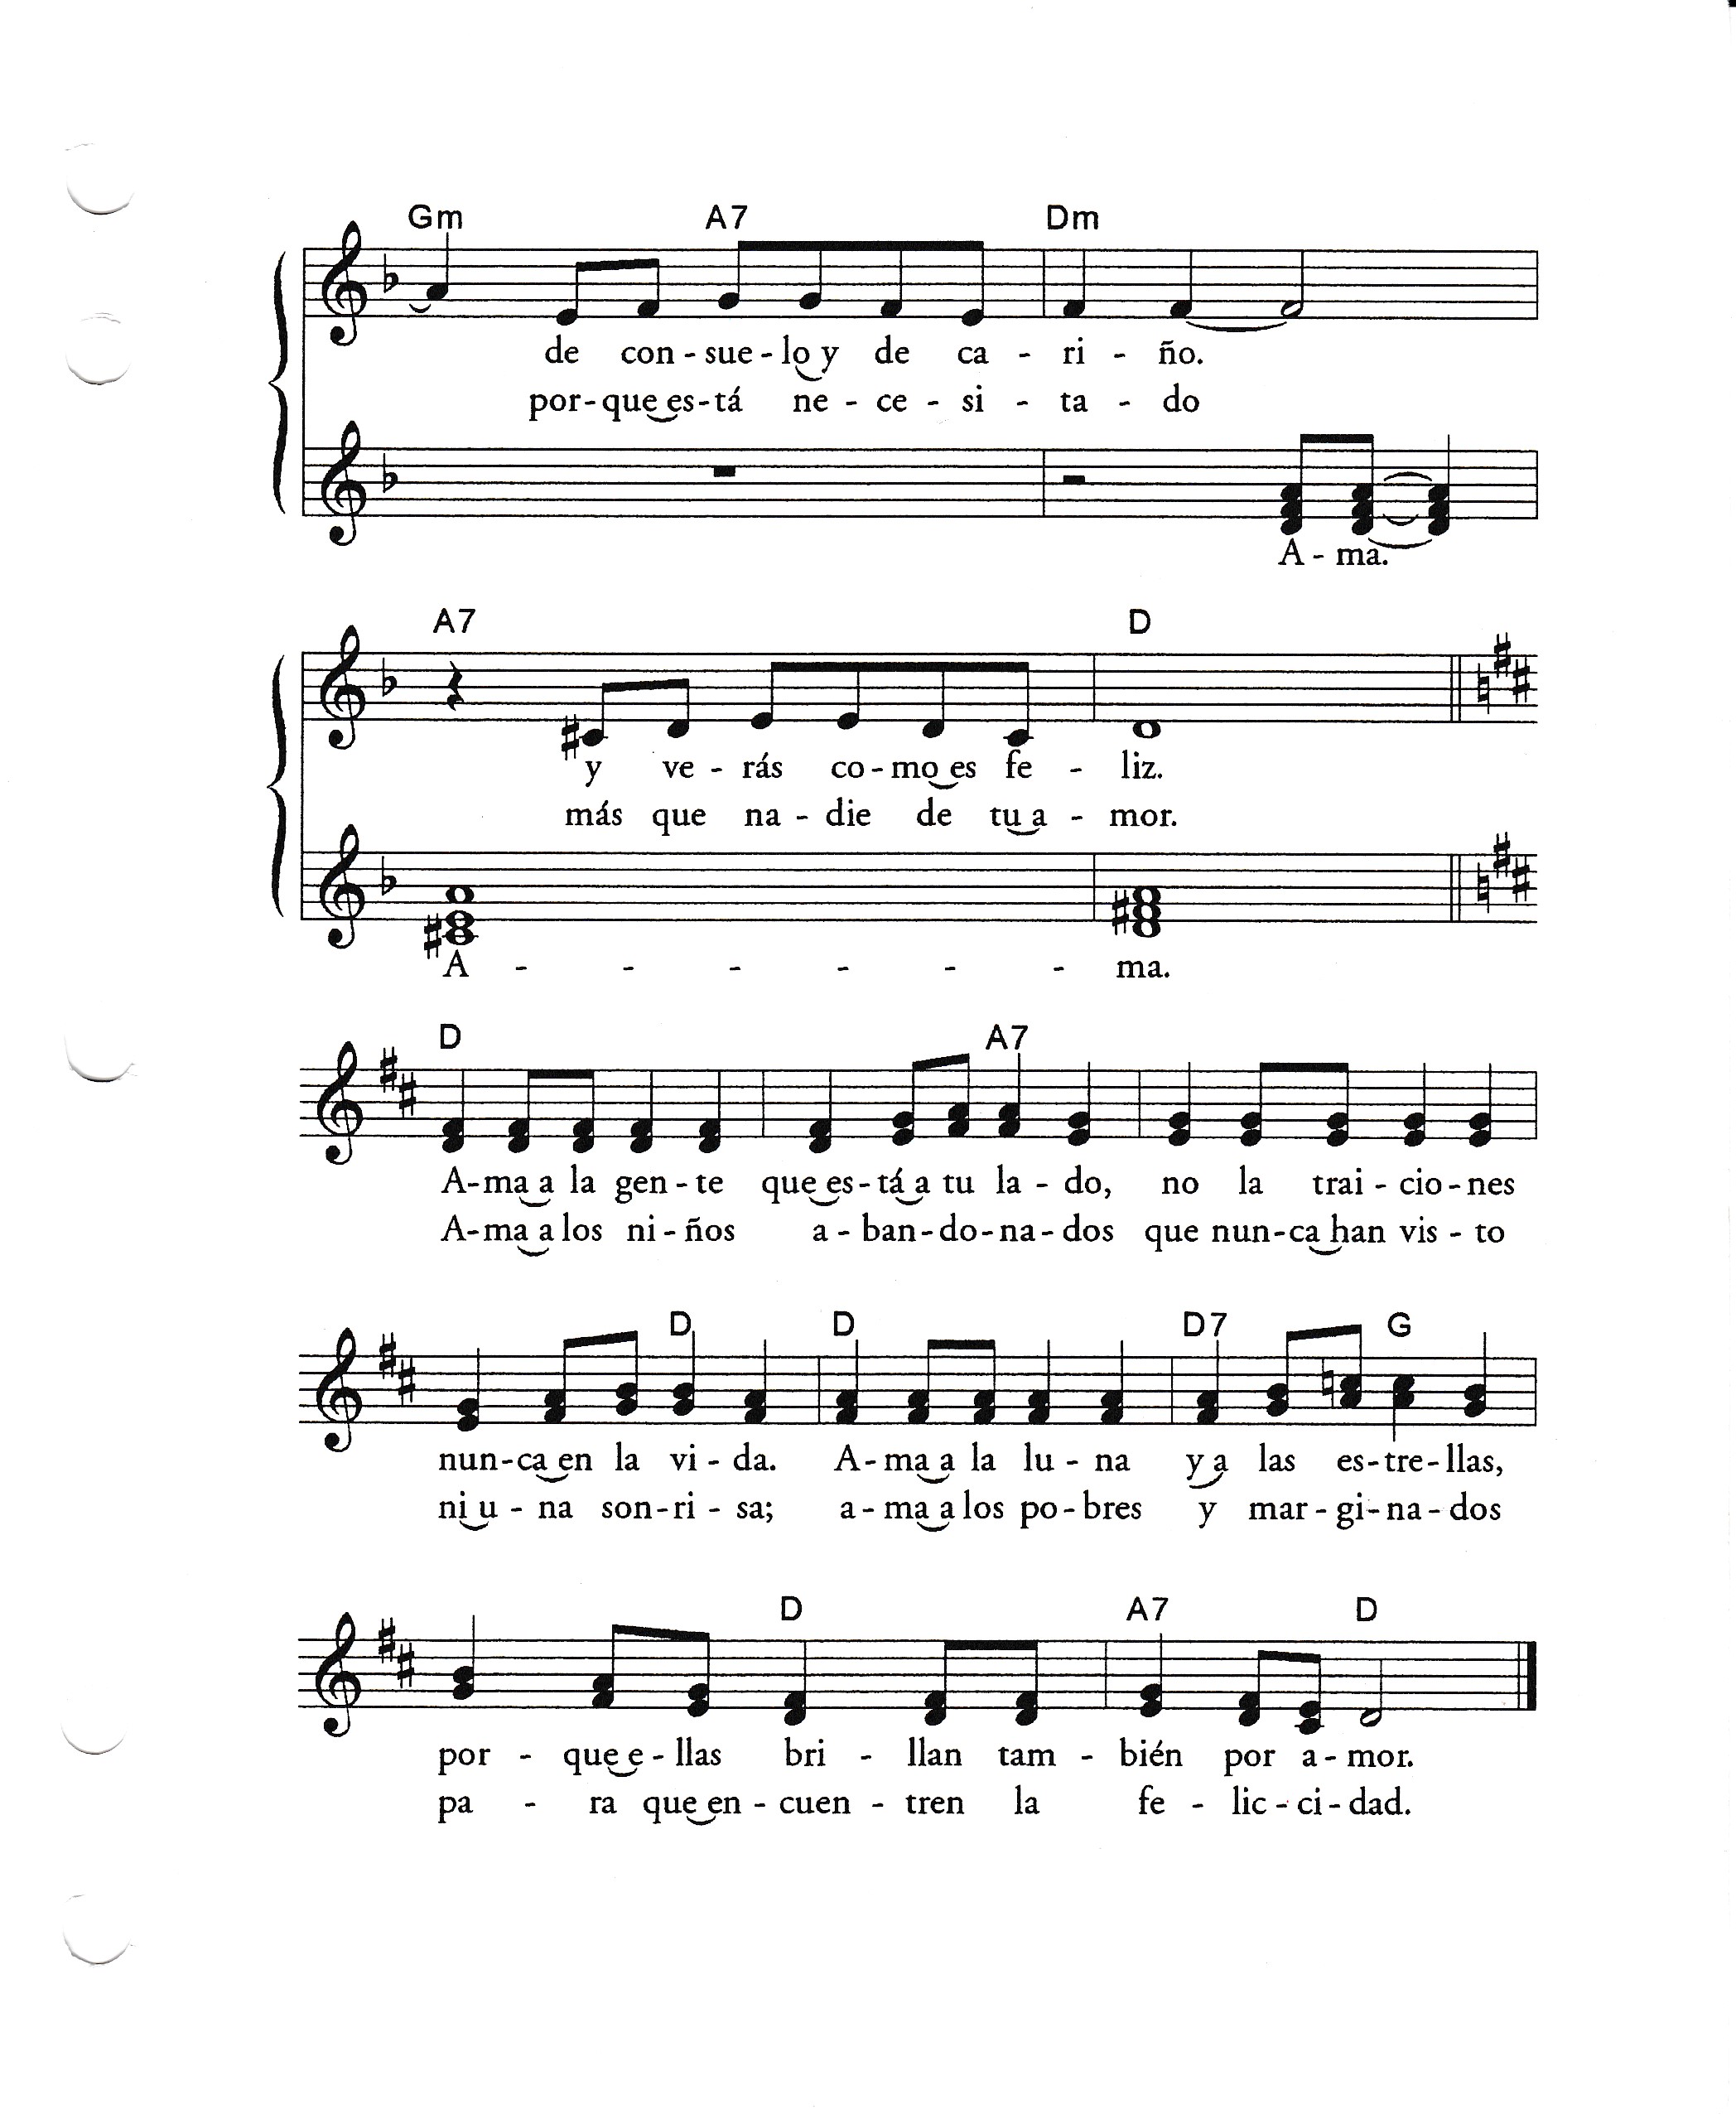 Gm A7 Dm
de con - sue - lo y de ca - ri - ño.
por - que es - tá ne - ce - si - ta - do
A - ma.
A7 D
y ve - rás co - mo es fe - liz.
más que na - die de tu a - mor.
A - - - - - - ma.
D A7
A - ma a la gen - te que es - tá a tu la - do, no la trai - cio - nes
A - ma a los ni - ños a - ban - do - na - dos que nun - ca han vis - to
D D D7 G
nun - ca en la vi - da. A - ma a la lu - na y a las es - tre - llas,
ni u - na son - ri - sa; a - ma a los po - bres y mar - gi - na - dos
D A7 D
por - que e - llas bri - llan tam - bién por a - mor.
pa - ra que en - cuen - tren la fe - lic - ci - dad.